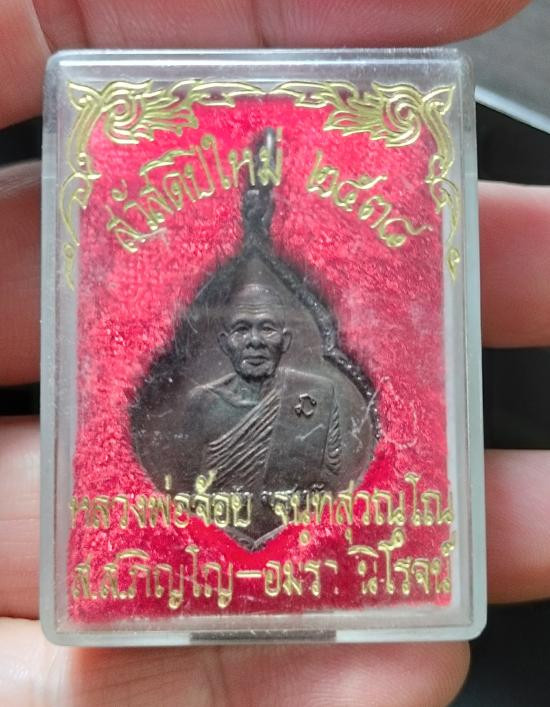 สวัสดีปีใหม่ ๒๕๓๘
หลวงพ่อจ้อย จนฺทสุวณฺโณ
ส.สภิญโญ-อมรา นิโรจน์